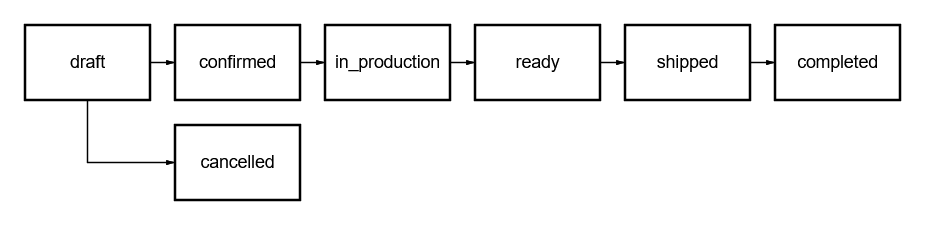 draft
confirmed
in_production
ready
shipped
completed
cancelled